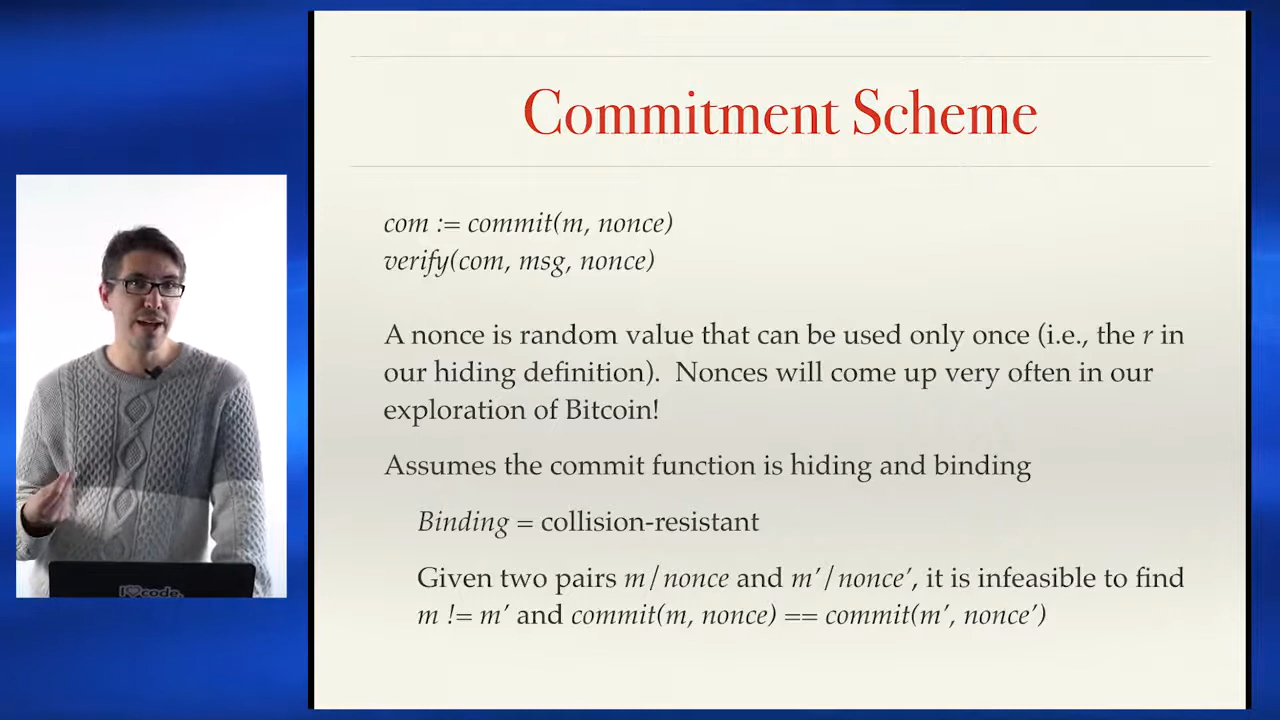 Commitment Scheme
com := commit(m, nonce)
verify(com, msg, nonce)
A nonce is random value that can be used only once (i.e., the r in
our hiding definition).  Nonces will come up very often in our
exploration of Bitcoin!
Assumes the commit function is hiding and binding
Binding = collision-resistant
Given two pairs m/nonce and m’/nonce’, it is infeasible to find
m != m’ and commit(m, nonce) == commit(m’, nonce’)
I♥code.